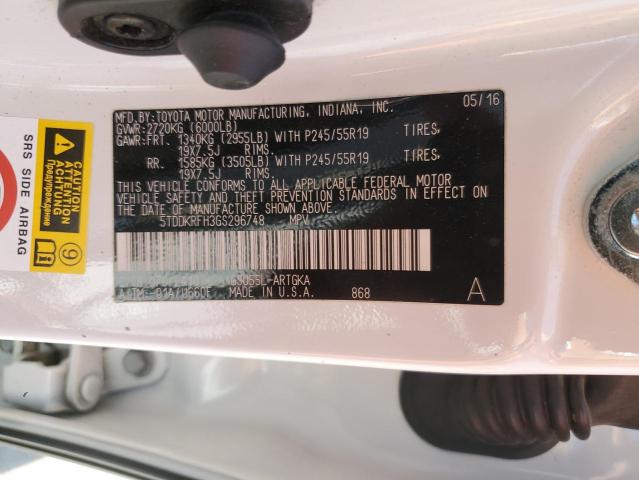 MFD.BY:TOYOTA MOTOR MANUFACTURING, INDIANA, INC. 05/16
GVWR:2720KG (6000LB)
GAWR:FRT. 1340KG (2955LB) WITH P245/55R19 TIRES,
19X7.5J RIMS,
RR. 1585KG (3505LB) WITH P245/55R19 TIRES,
19X7.5J RIMS,
THIS VEHICLE CONFORMS TO ALL APPLICABLE FEDERAL MOTOR
VEHICLE SAFETY AND THEFT PREVENTION STANDARDS IN EFFECT ON
THE DATE OF MANUFACTURE SHOWN ABOVE.
5TDDKRFH3GS296748 MPV
A
MADE IN U.S.A. 868
SRS SIDE AIRBAG
CAUTION
ATTENTION
ACHTUNG
Предупреждение
9